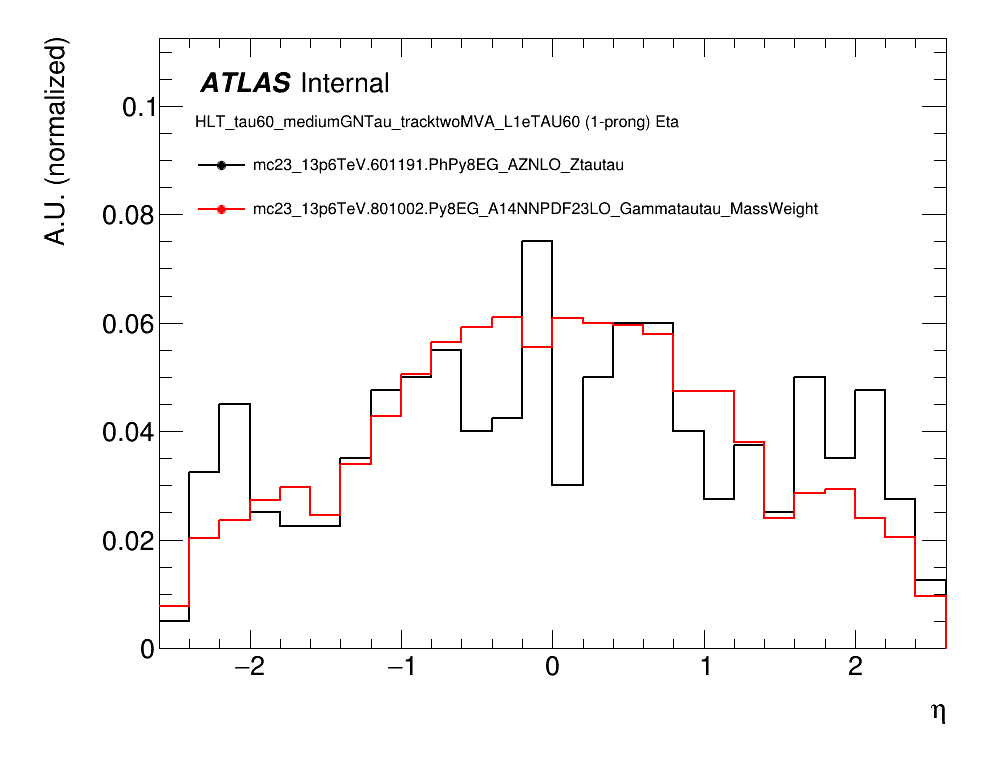 A.U. (normalized)
ATLAS Internal
HLT_tau60_mediumGNTau_tracktwoMVA_L1eTAU60 (1-prong) Eta
mc23_13p6TeV.601191.PhPy8EG_AZNLO_Ztautau
mc23_13p6TeV.801002.Py8EG_A14NNPDF23LO_Gammatautau_MassWeight
0.1
0.08
0.06
0.04
0.02
0
−2
−1
0
1
2
η